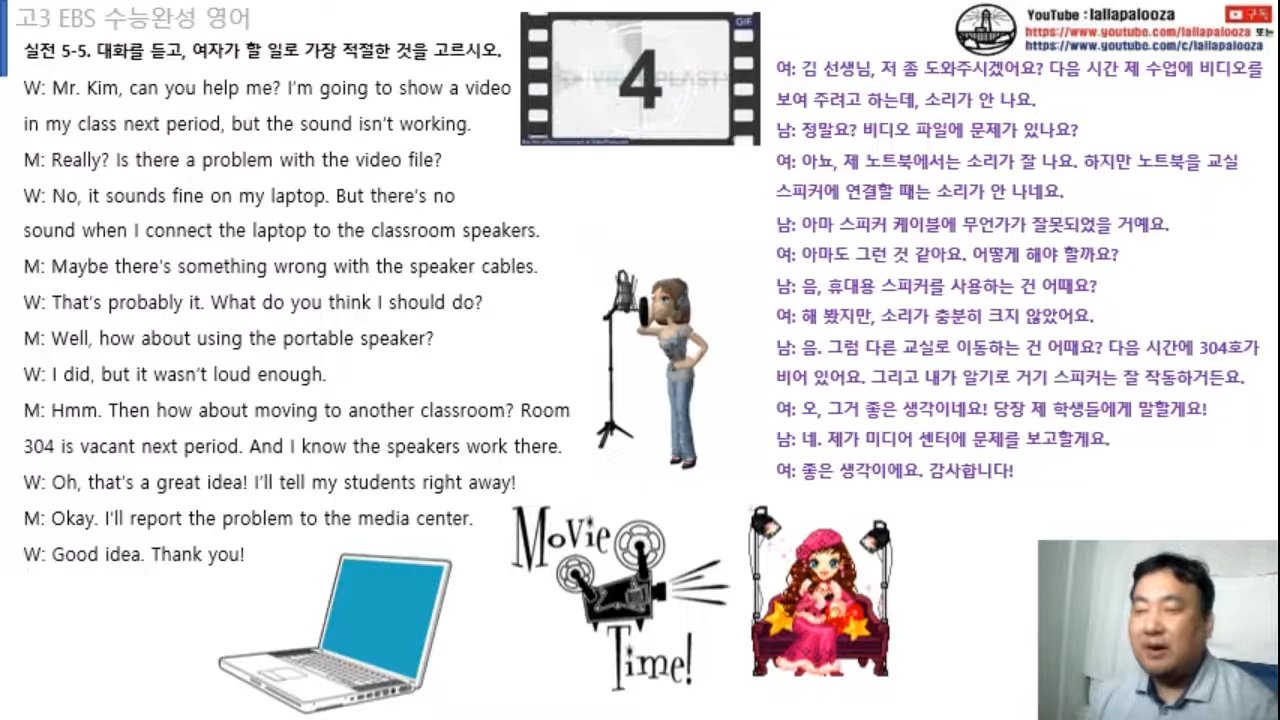 고3 EBS 수능완성 영어
실전 5-5. 대화를 듣고, 여자가 할 일로 가장 적절한 것을 고르시오.
W: Mr. Kim, can you help me? I'm going to show a video
in my class next period, but the sound isn't working.
M: Really? Is there a problem with the video file?
W: No, it sounds fine on my laptop. But there's no
sound when I connect the laptop to the classroom speakers.
M: Maybe there's something wrong with the speaker cables.
W: That's probably it. What do you think I should do?
M: Well, how about using the portable speaker?
W: I did, but it wasn't loud enough.
M: Hmm. Then how about moving to another classroom? Room
304 is vacant next period. And I know the speakers work there.
W: Oh, that's a great idea! I'll tell my students right away!
M: Okay. I'll report the problem to the media center.
W: Good idea. Thank you!
GIF
4
Movie
Time!
YouTube : lallapalooza
구독
https://www.youtube.com/lallapalooza 또는
https://www.youtube.com/c/lallapalooza
여: 김 선생님, 저 좀 도와주시겠어요? 다음 시간 제 수업에 비디오를
보여 주려고 하는데, 소리가 안 나요.
남: 정말요? 비디오 파일에 문제가 있나요?
여: 아뇨, 제 노트북에서는 소리가 잘 나요. 하지만 노트북을 교실
스피커에 연결할 때는 소리가 안 나네요.
남: 아마 스피커 케이블에 무언가가 잘못되었을 거예요.
여: 아마도 그런 것 같아요. 어떻게 해야 할까요?
남: 음, 휴대용 스피커를 사용하는 건 어때요?
여: 해 봤지만, 소리가 충분히 크지 않았어요.
남: 음. 그럼 다른 교실로 이동하는 건 어때요? 다음 시간에 304호가
비어 있어요. 그리고 내가 알기로 거기 스피커는 잘 작동하거든요.
여: 오, 그거 좋은 생각이네요! 당장 제 학생들에게 말할게요!
남: 네. 제가 미디어 센터에 문제를 보고할게요.
여: 좋은 생각이에요. 감사합니다!